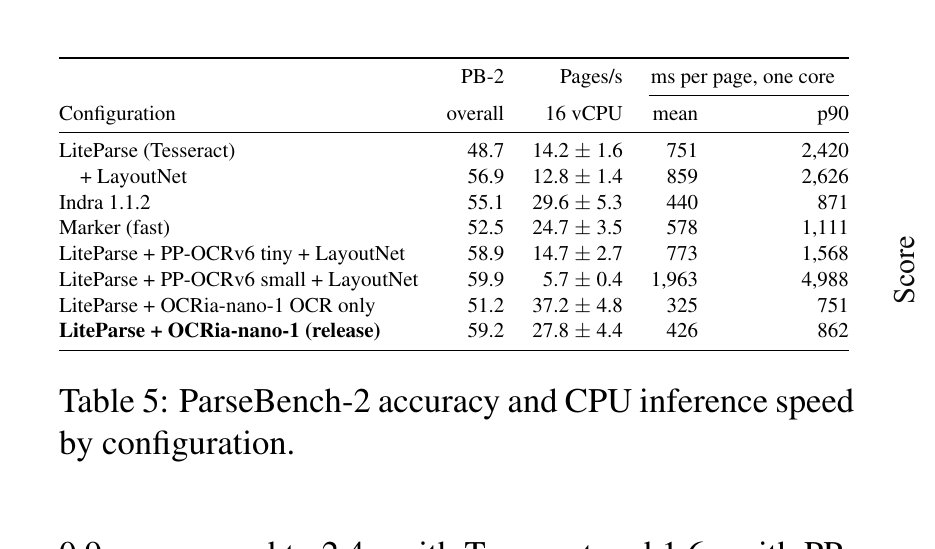 PB-2 Pages/s ms per page, one core
Configuration overall 16 vCPU mean p90
LiteParse (Tesseract) 48.7 14.2 ± 1.6 751 2,420
+ LayoutNet 56.9 12.8 ± 1.4 859 2,626
Indra 1.1.2 55.1 29.6 ± 5.3 440 871
Marker (fast) 52.5 24.7 ± 3.5 578 1,111
LiteParse + PP-OCRv6 tiny + LayoutNet 58.9 14.7 ± 2.7 773 1,568
LiteParse + PP-OCRv6 small + LayoutNet 59.9 5.7 ± 0.4 1,963 4,988
LiteParse + OCRia-nano-1 OCR only 51.2 37.2 ± 4.8 325 751
LiteParse + OCRia-nano-1 (release) 59.2 27.8 ± 4.4 426 862
Table 5: ParseBench-2 accuracy and CPU inference speed
by configuration.
Score